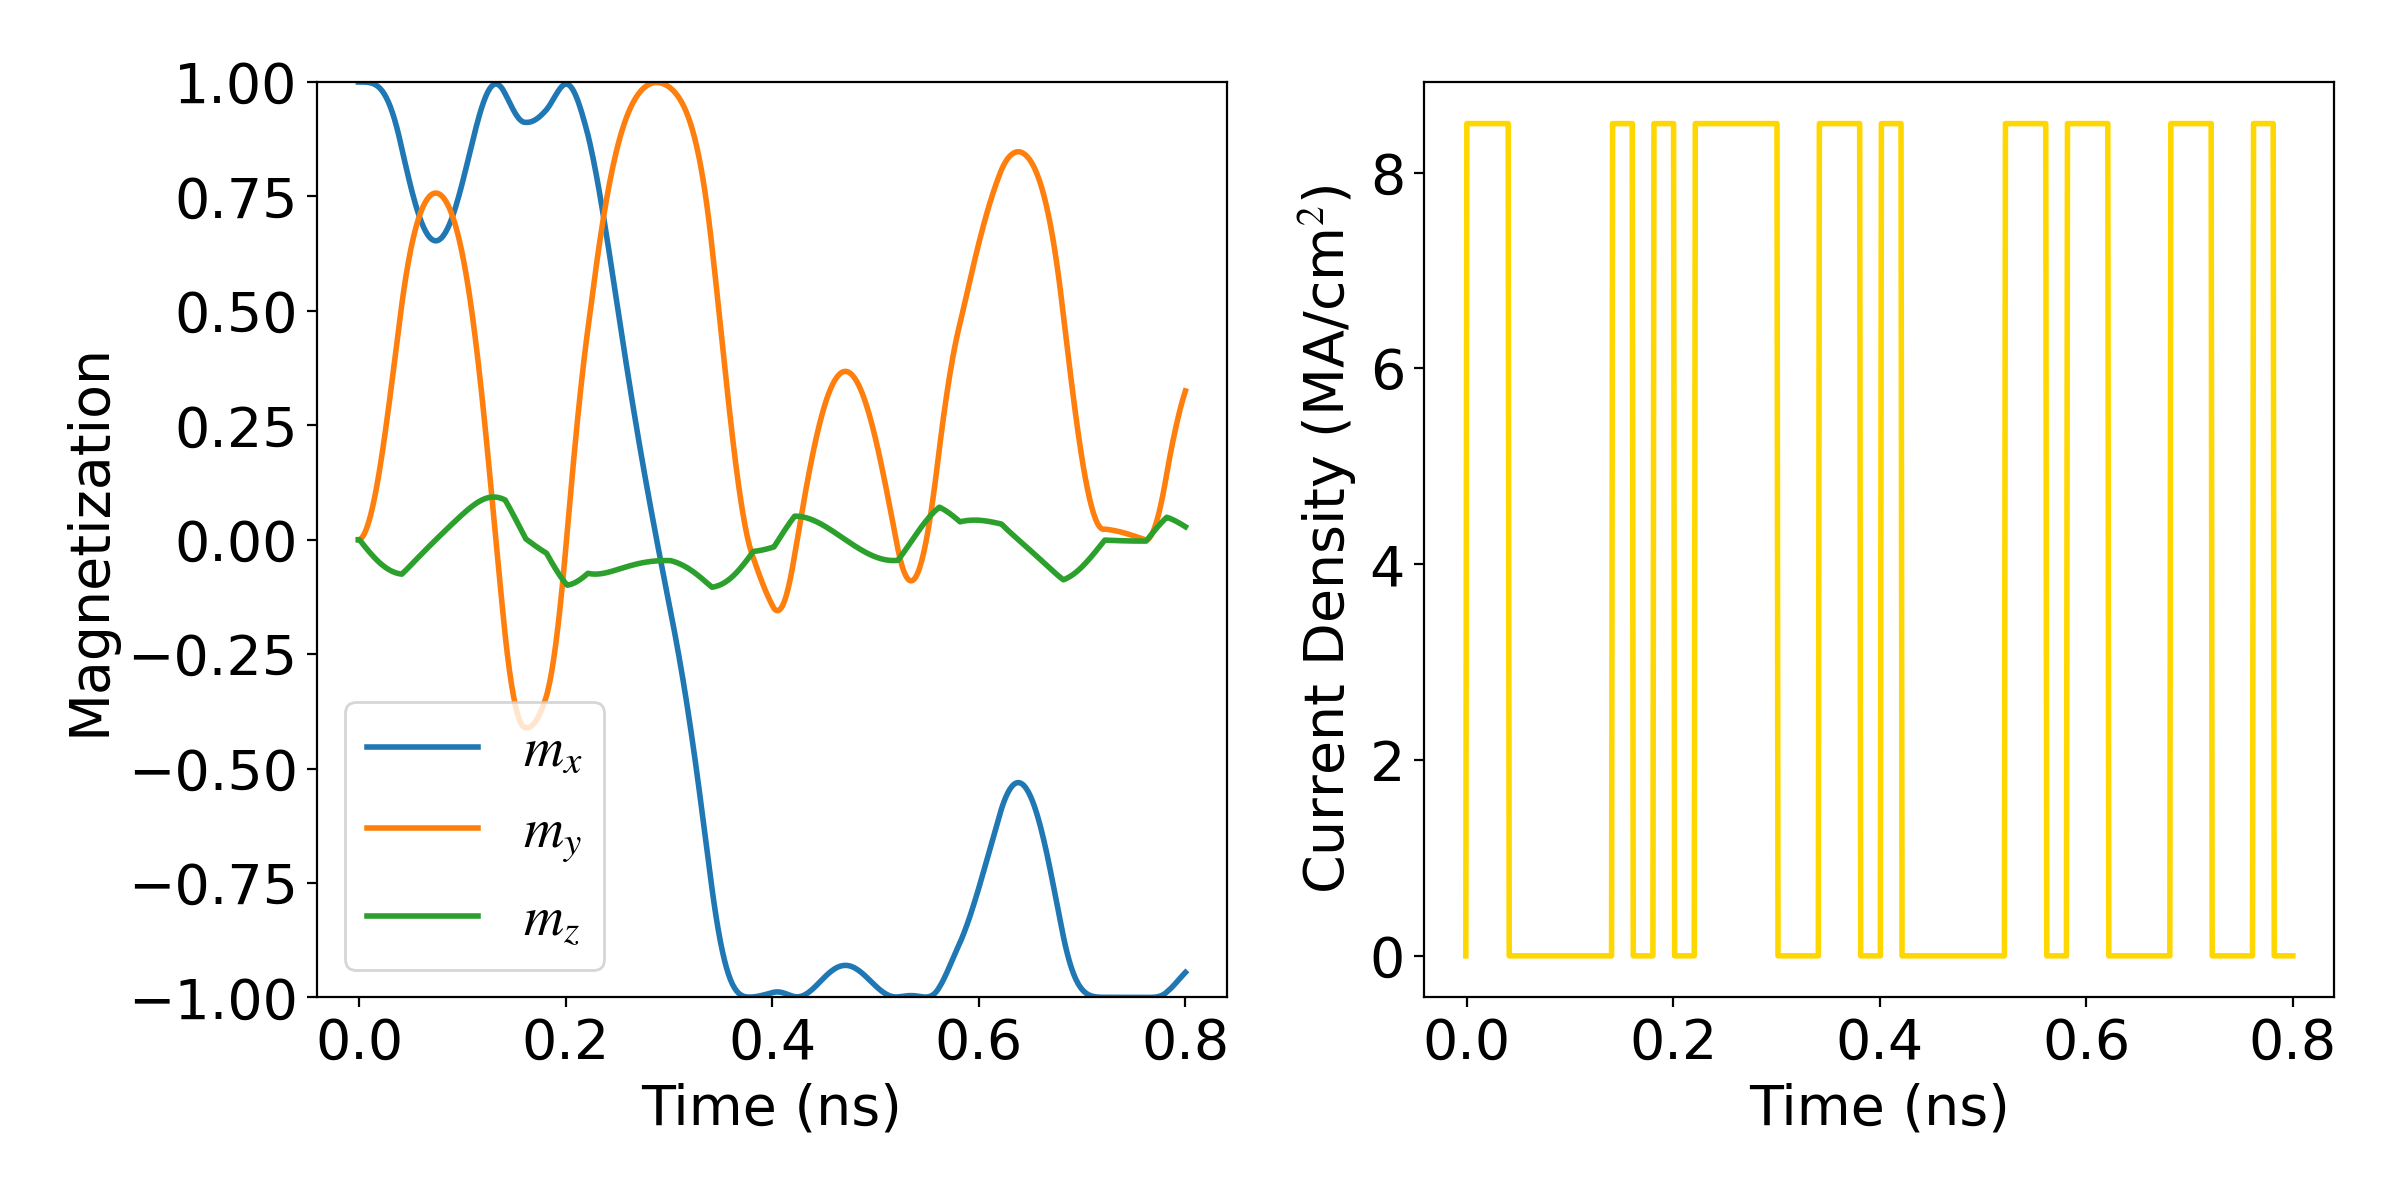 Magnetization
1.00
0.75
0.50
0.25
0.00
−0.25
−0.50
−0.75
−1.00
m_x
m_y
m_z
0.0 0.2 0.4 0.6 0.8
Time (ns)
Current Density (MA/cm²)
8
6
4
2
0
0.0 0.2 0.4 0.6 0.8
Time (ns)